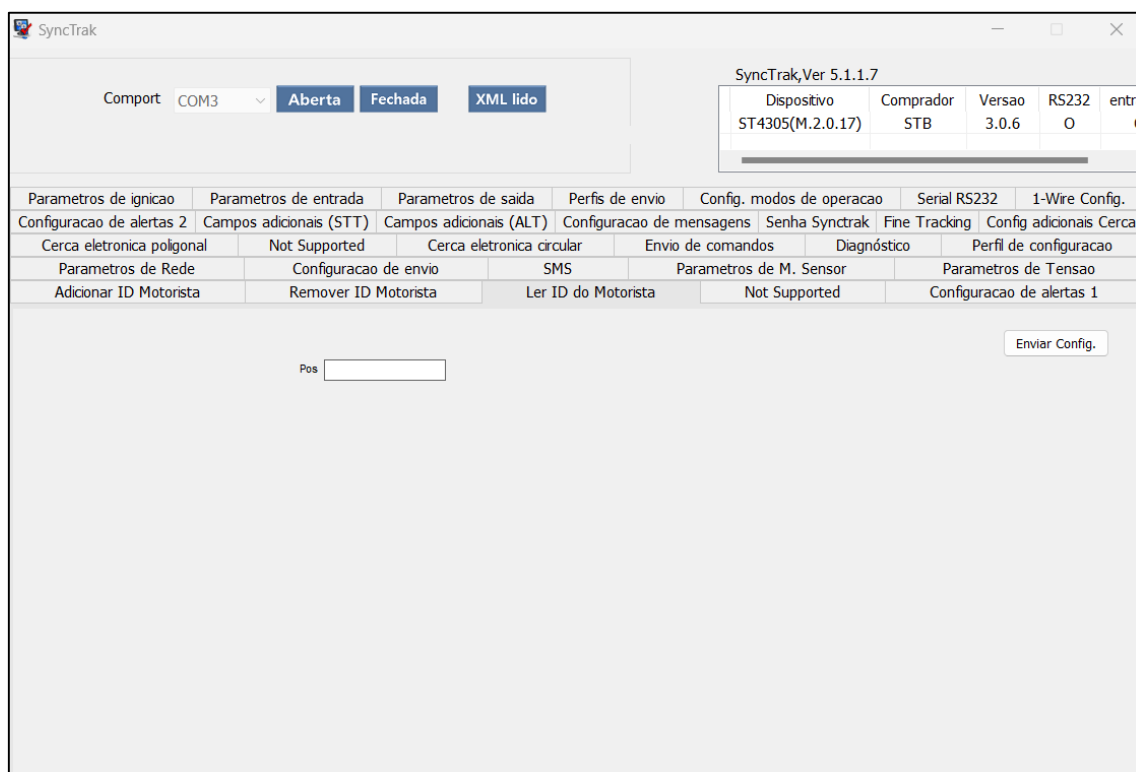 SyncTrak
SyncTrak,Ver 5.1.1.7
Comport COM3 Aberta Fechada XML lido
Dispositivo Comprador Versao RS232 entr
ST4305(M.2.0.17) STB 3.0.6 O
Parametros de ignicao Parametros de entrada Parametros de saida Perfis de envio Config. modos de operacao Serial RS232 1-Wire Config.
Configuracao de alertas 2 Campos adicionais (STT) Campos adicionais (ALT) Configuracao de mensagens Senha Synctrak Fine Tracking Config adicionais Cerca
Cerca eletronica poligonal Not Supported Cerca eletronica circular Envio de comandos Diagnóstico Perfil de configuracao
Parametros de Rede Configuracao de envio SMS Parametros de M. Sensor Parametros de Tensao
Adicionar ID Motorista Remover ID Motorista Ler ID do Motorista Not Supported Configuracao de alertas 1
Enviar Config.
Pos